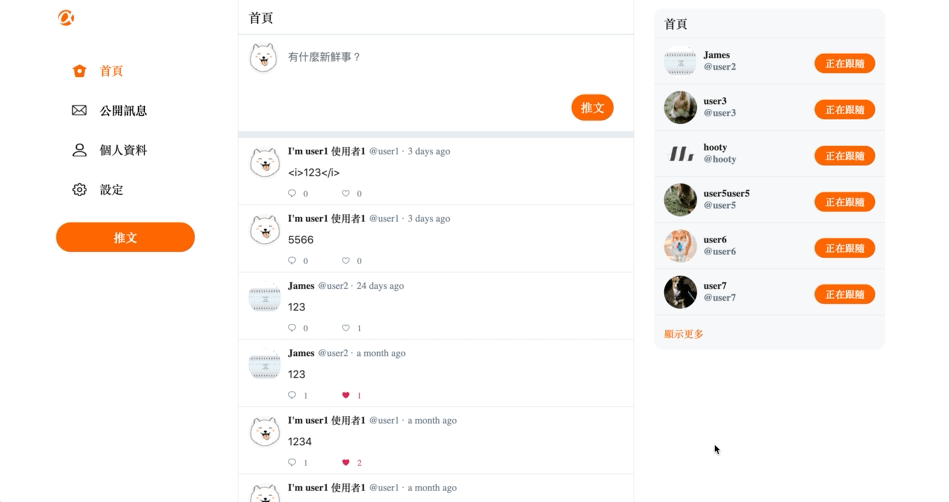 首頁
公開訊息
個人資料
設定
推文
首頁
有什麼新鮮事？
推文
I'm user1 使用者1 @user1 · 3 days ago
<i>123</i>
0 0
I'm user1 使用者1 @user1 · 3 days ago
5566
0 0
James @user2 · 24 days ago
123
0 1
James @user2 · a month ago
123
1 1
I'm user1 使用者1 @user1 · a month ago
1234
1 2
I'm user1 使用者1 @user1 · a month ago
首頁
James
@user2
正在跟隨
user3
@user3
正在跟隨
hooty
@hooty
正在跟隨
user5user5
@user5
正在跟隨
user6
@user6
正在跟隨
user7
@user7
正在跟隨
顯示更多